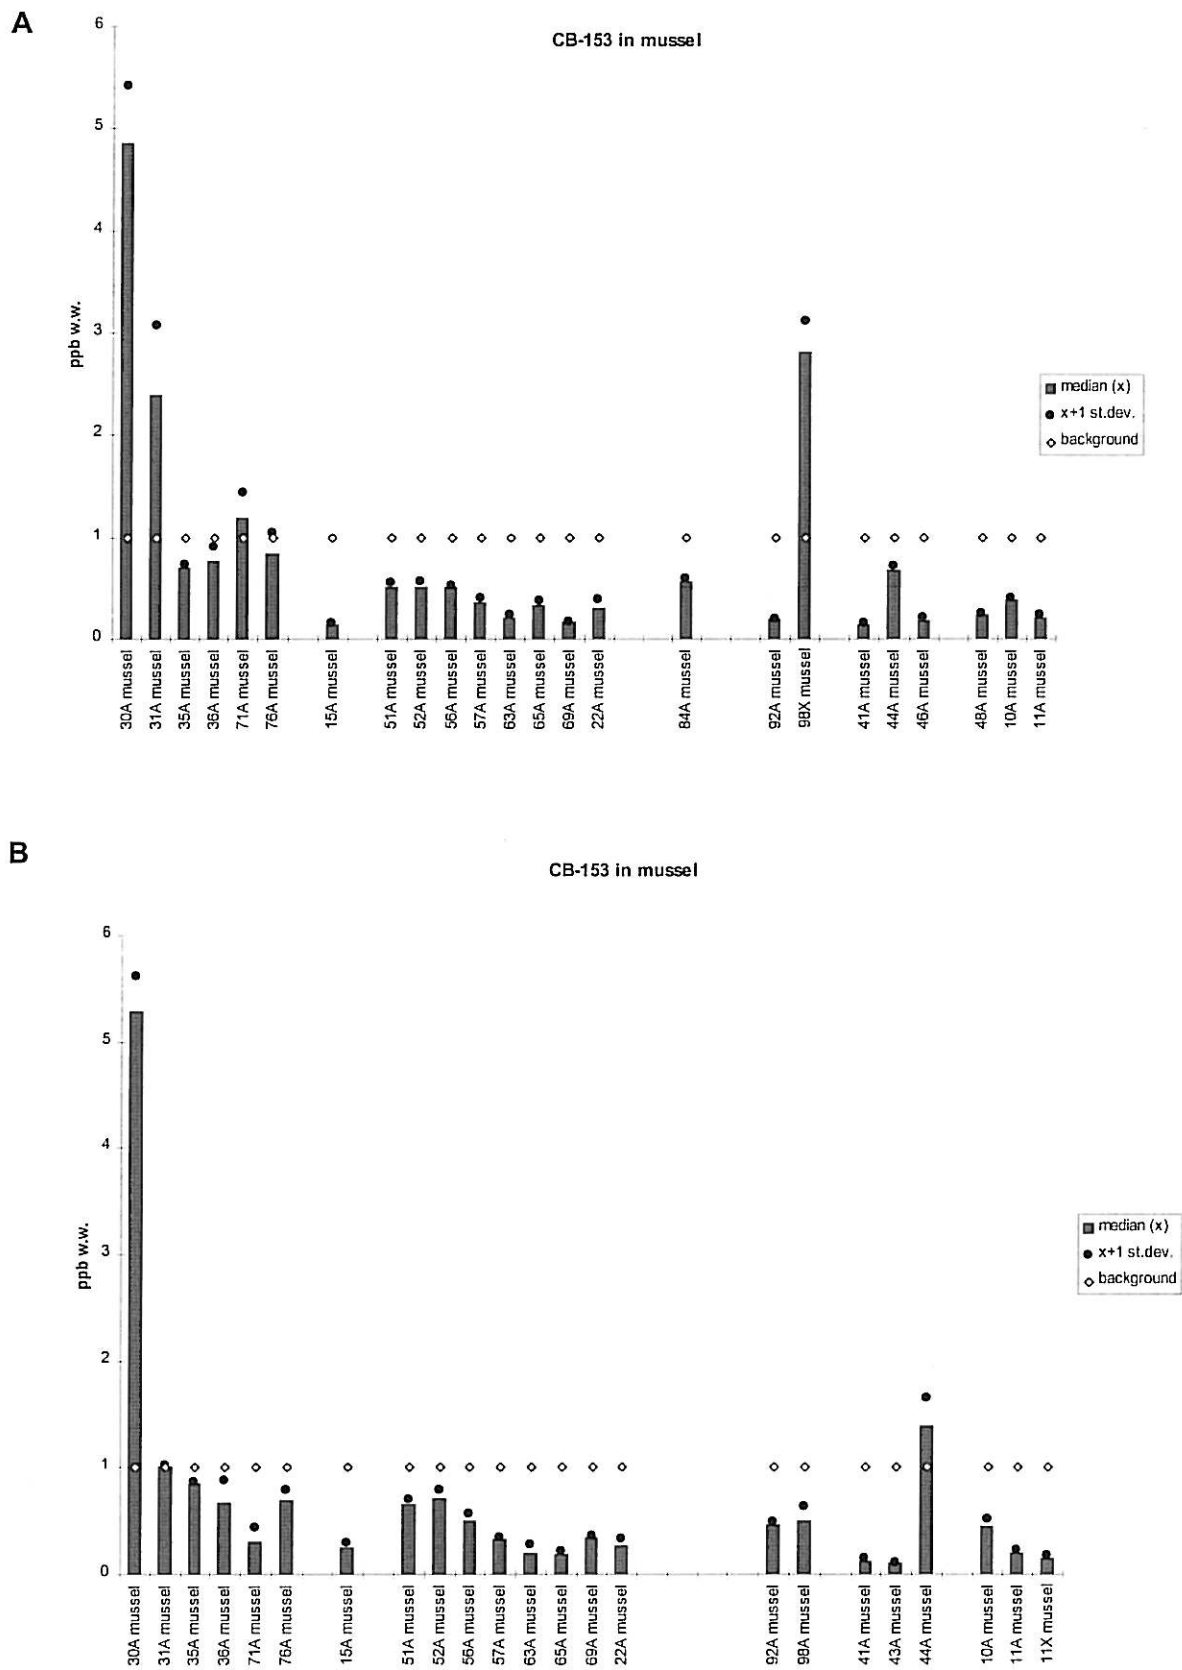 A
CB-153 in mussel
6
5
4
3
2
1
0
ppb w.w.
median (x)
x+1 st.dev.
background
30A mussel
31A mussel
35A mussel
36A mussel
71A mussel
76A mussel
15A mussel
51A mussel
52A mussel
56A mussel
57A mussel
63A mussel
65A mussel
69A mussel
22A mussel
84A mussel
92A mussel
98X mussel
41A mussel
44A mussel
46A mussel
48A mussel
10A mussel
11A mussel
B
CB-153 in mussel
6
5
4
3
2
1
0
ppb w.w.
median (x)
x+1 st.dev.
background
30A mussel
31A mussel
35A mussel
36A mussel
71A mussel
76A mussel
15A mussel
51A mussel
52A mussel
56A mussel
57A mussel
63A mussel
65A mussel
69A mussel
22A mussel
92A mussel
98A mussel
41A mussel
43A mussel
44A mussel
10A mussel
11A mussel
11X mussel